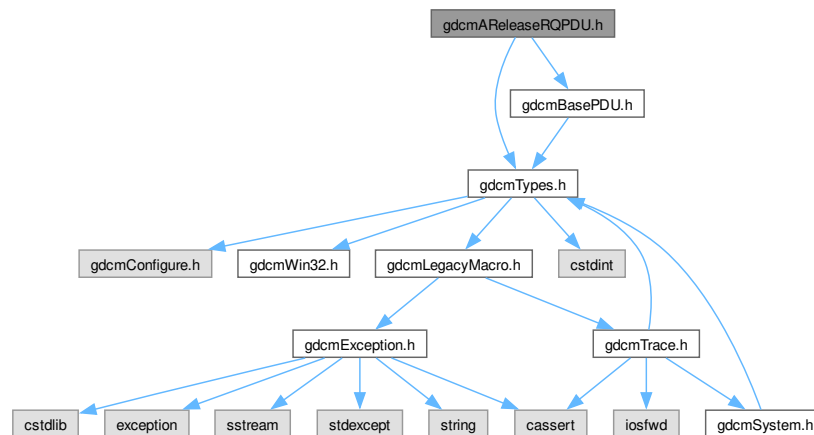 gdcmAReleaseRQPDU.h
gdcmBasePDU.h
gdcmTypes.h
gdcmConfigure.h
gdcmWin32.h
gdcmLegacyMacro.h
cstdint
gdcmException.h
gdcmTrace.h
cstdlib
exception
sstream
stdexcept
string
cassert
iosfwd
gdcmSystem.h